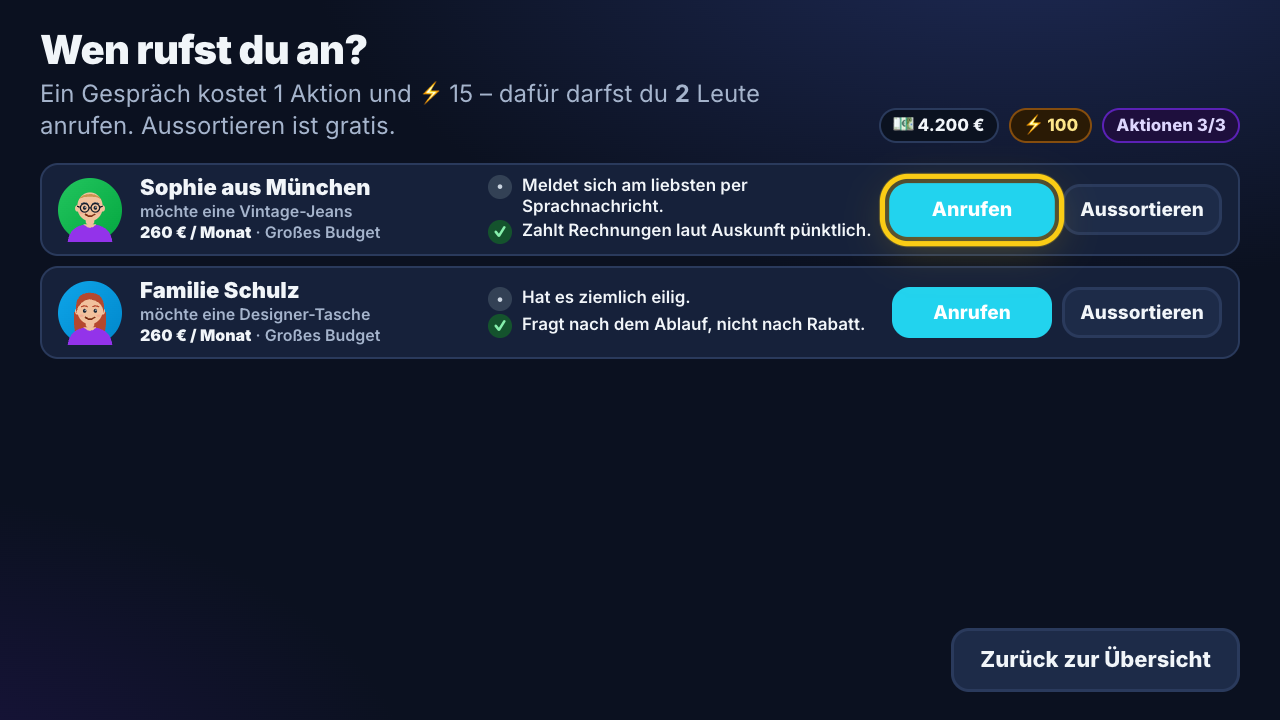 Wen rufst du an?
Ein Gespräch kostet 1 Aktion und ⚡ 15 – dafür darfst du 2 Leute
anrufen. Aussortieren ist gratis.
4.200 €
100
Aktionen 3/3
Sophie aus München
möchte eine Vintage-Jeans
260 € / Monat · Großes Budget
Meldet sich am liebsten per
Sprachnachricht.
Zahlt Rechnungen laut Auskunft pünktlich.
Anrufen
Aussortieren
Familie Schulz
möchte eine Designer-Tasche
260 € / Monat · Großes Budget
Hat es ziemlich eilig.
Fragt nach dem Ablauf, nicht nach Rabatt.
Anrufen
Aussortieren
Zurück zur Übersicht